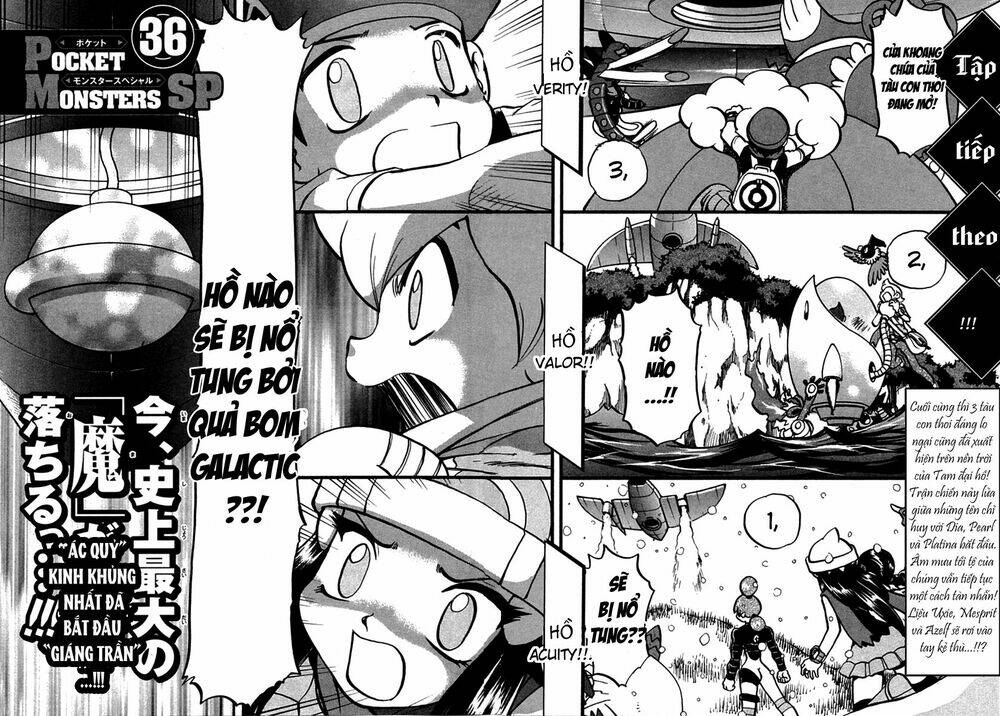 Tập
tiếp
theo
!!!
CỬA KHOANG
CHỨA CỦA
TÀU CON THOI
ĐANG MỞ!
3,
HỒ
VERITY!
2,
HỒ
NÀO
....!!
HỒ
VALOR!!
1,
SẼ
BỊ NỔ
TUNG??
HỒ
ACUITY!!.
Cuối cùng thì 3 tàu
con thoi đáng lo
ngại cũng đã xuất
hiện trên nền trời
của Tam đại hồ!
Trận chiến này lửa
giữa những tên chỉ
huy với Dia, Pearl
và Platina bắt đầu.
Âm mưu tồi tệ của
chúng vẫn tiếp tục
một cách tàn nhẫn!
Liệu Uxie, Mesprit
và Azelf sẽ rơi vào
tay kẻ thù...!!?
HỒ NÀO
SẼ BỊ NỔ
TUNG BỞI
QUẢ BOM
GALACTIC
??!
36
ポケット
POCKET
モンスタースペシャル
MONSTERS SP
今、史上最大の
「魔」が
落ちるっ…!!!
"ÁC QUỶ"
KINH KHỦNG
NHẤT ĐÃ
BẮT ĐẦU
"GIÁNG TRẦN"
...!!!